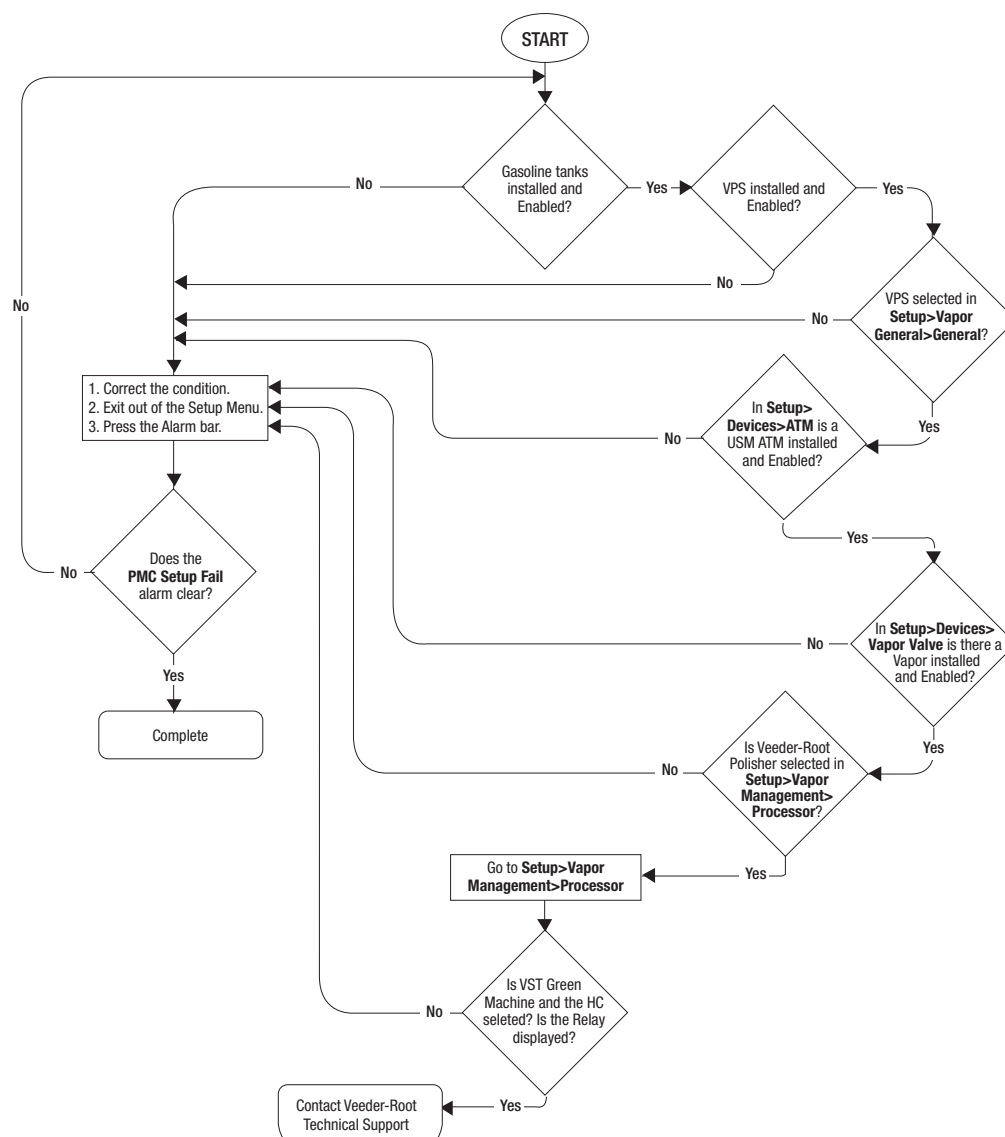 START
Gasoline tanks
installed and
Enabled?
No
Yes
VPS installed and
Enabled?
Yes
No
VPS selected in
Setup>Vapor
General>General?
No
Yes
No
1. Correct the condition.
2. Exit out of the Setup Menu.
3. Press the Alarm bar.
In Setup>
Devices>ATM is a
USM ATM installed
and Enabled?
No
Yes
Does the
PMC Setup Fail
alarm clear?
No
Yes
Complete
In Setup>Devices>
Vapor Valve is there a
Vapor installed
and Enabled?
No
Yes
Is Veeder-Root
Polisher selected in
Setup>Vapor
Management>
Processor?
No
Yes
Go to Setup>Vapor
Management>Processor
Is VST Green
Machine and the HC
seleted? Is the Relay
displayed?
No
Yes
Contact Veeder-Root
Technical Support